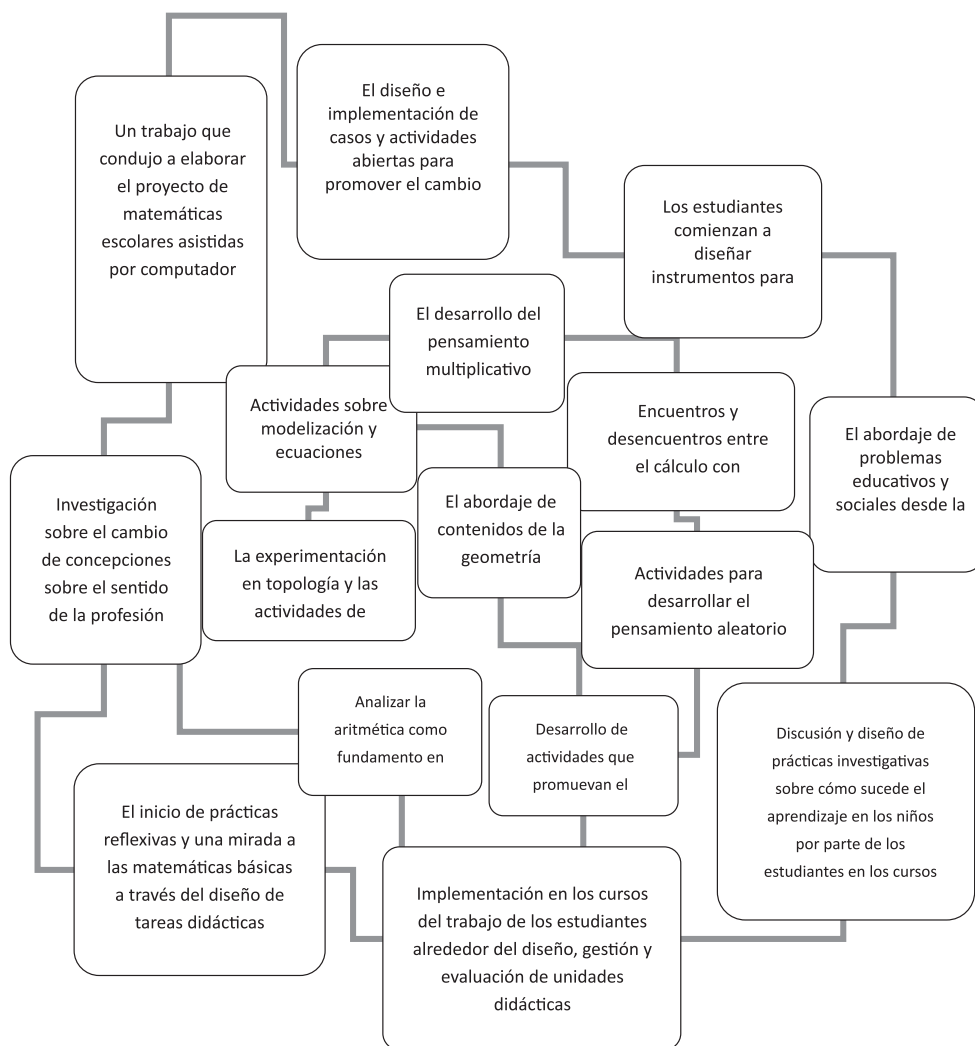 Un trabajo que
condujo a elaborar
el proyecto de
matemáticas
escolares asistidas
por computador
El diseño e
implementación de
casos y actividades
abiertas para
promover el cambio
Los estudiantes
comienzan a
diseñar
instrumentos para
El desarrollo del
pensamiento
multiplicativo
Actividades sobre
modelización y
ecuaciones
Encuentros y
desencuentros entre
el cálculo con
El abordaje de
problemas
educativos y
sociales desde la
Investigación
sobre el cambio
de concepciones
sobre el sentido
de la profesión
La experimentación
en topología y las
actividades de
El abordaje de
contenidos de la
geometría
Actividades para
desarrollar el
pensamiento aleatorio
Analizar la
aritmética como
fundamento en
Desarrollo de
actividades que
promuevan el
Discusión y diseño de
prácticas investigativas
sobre cómo sucede el
aprendizaje en los niños
por parte de los
estudiantes en los cursos
El inicio de prácticas
reflexivas y una mirada a
las matemáticas básicas
a través del diseño de
tareas didácticas
Implementación en los cursos
del trabajo de los estudiantes
alrededor del diseño, gestión y
evaluación de unidades
didácticas